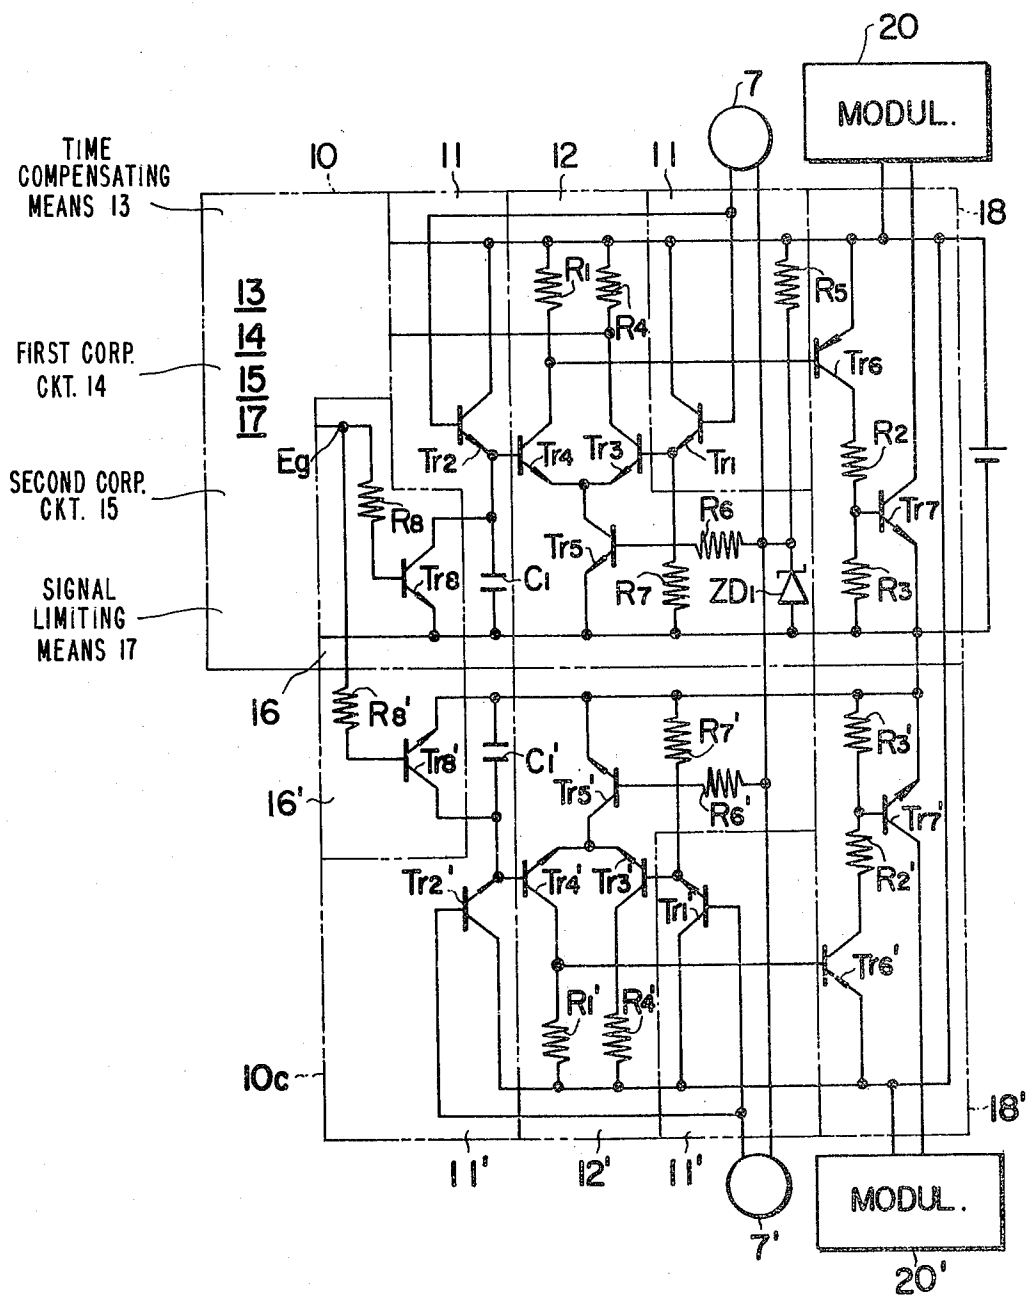 20
7
MODUL.
TIME
COMPENSATING
MEANS 13
10
11
12
11
18
13
14
15
17
R1
R4
R5
FIRST CORP.
CKT. 14
Tr6
Eg
Tr2
Tr4
Tr3
Tr1
R2
SECOND CORP.
CKT. 15
R8
R6
Tr7
Tr5
Tr8
C1
R7
ZD1
R3
SIGNAL
LIMITING
MEANS 17
16
R8'
R7'
R3'
Tr8'
C1'
Tr5'
R6'
16'
Tr7'
Tr2'
Tr4'
Tr3'
Tr1'
R2'
Tr6'
R1'
R4'
10c
18'
11'
12'
11'
MODUL.
7'
20'